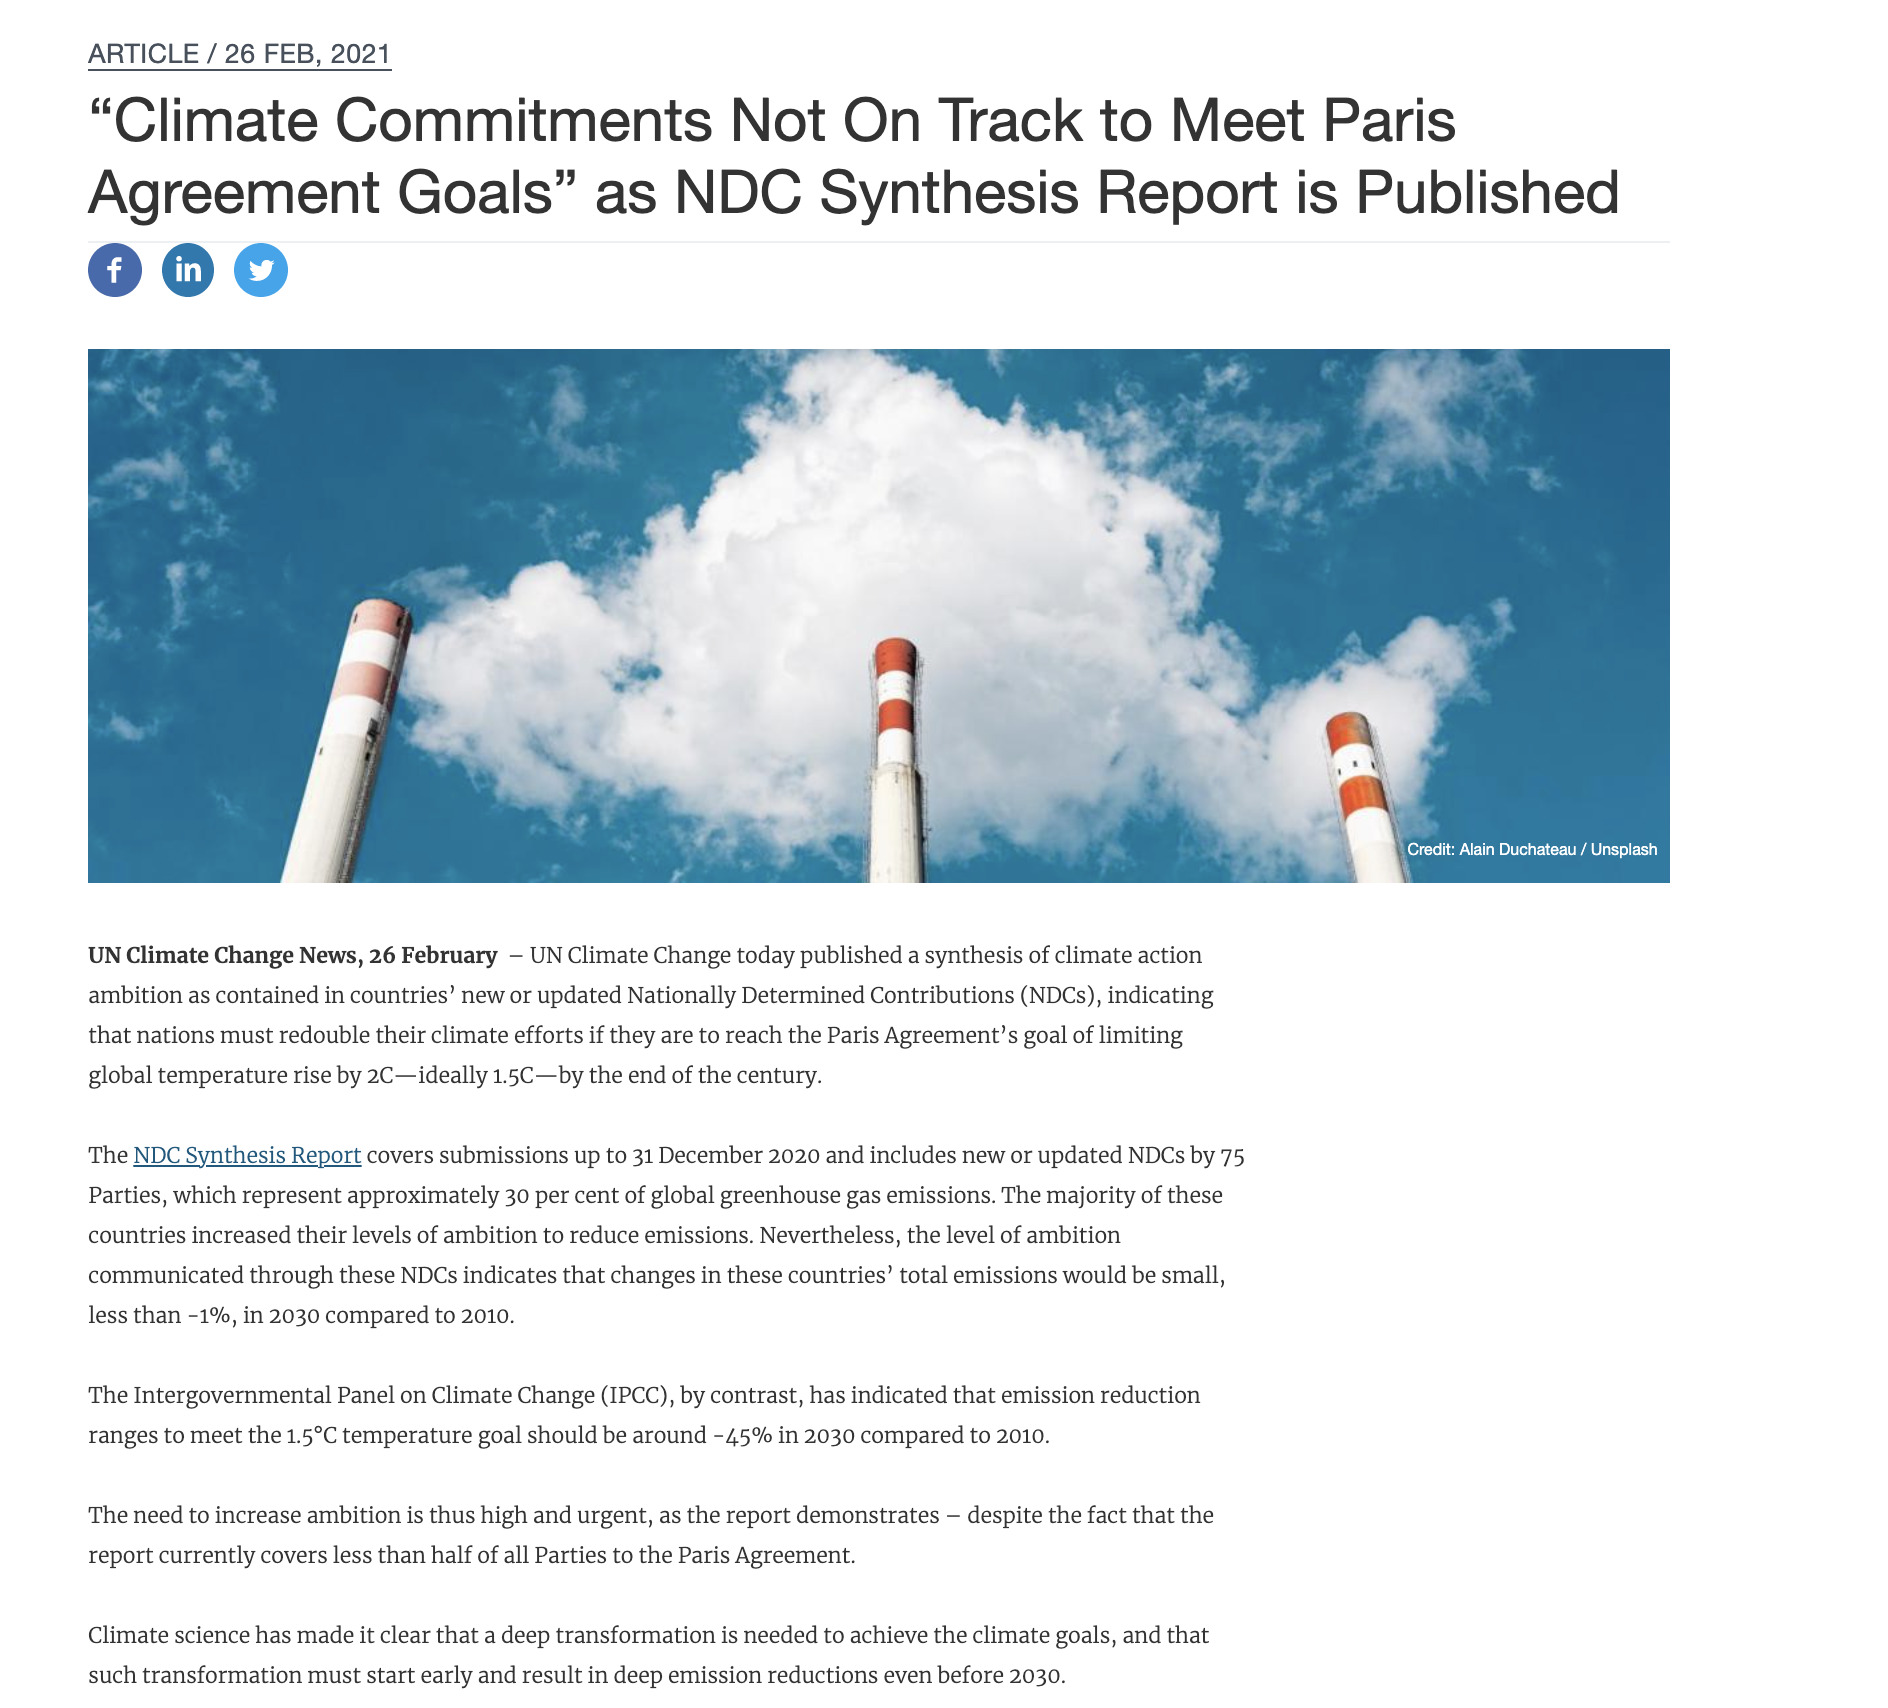 ARTICLE / 26 FEB, 2021
“Climate Commitments Not On Track to Meet Paris
Agreement Goals” as NDC Synthesis Report is Published
f in
Credit: Alain Duchateau / Unsplash
UN Climate Change News, 26 February – UN Climate Change today published a synthesis of climate action
ambition as contained in countries’ new or updated Nationally Determined Contributions (NDCs), indicating
that nations must redouble their climate efforts if they are to reach the Paris Agreement’s goal of limiting
global temperature rise by 2C—ideally 1.5C—by the end of the century.
The NDC Synthesis Report covers submissions up to 31 December 2020 and includes new or updated NDCs by 75
Parties, which represent approximately 30 per cent of global greenhouse gas emissions. The majority of these
countries increased their levels of ambition to reduce emissions. Nevertheless, the level of ambition
communicated through these NDCs indicates that changes in these countries’ total emissions would be small,
less than -1%, in 2030 compared to 2010.
The Intergovernmental Panel on Climate Change (IPCC), by contrast, has indicated that emission reduction
ranges to meet the 1.5°C temperature goal should be around -45% in 2030 compared to 2010.
The need to increase ambition is thus high and urgent, as the report demonstrates – despite the fact that the
report currently covers less than half of all Parties to the Paris Agreement.
Climate science has made it clear that a deep transformation is needed to achieve the climate goals, and that
such transformation must start early and result in deep emission reductions even before 2030.